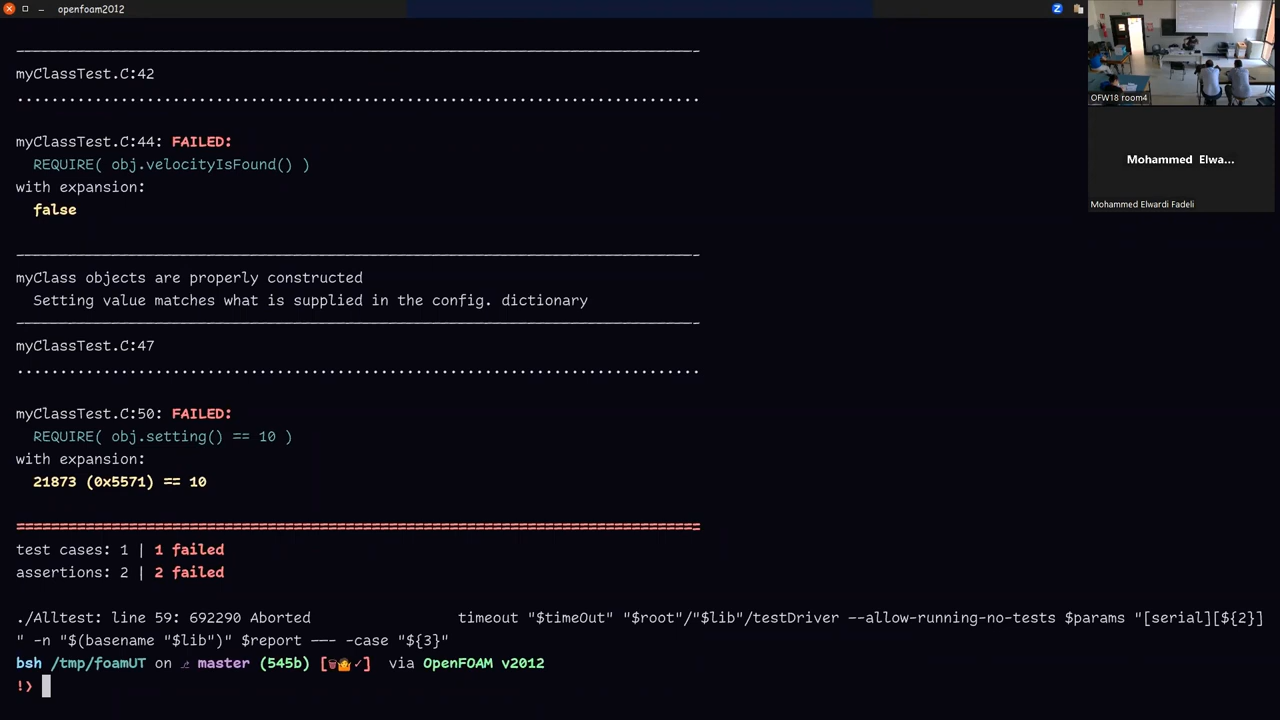 openfoam2012
myClassTest.C:42
myClassTest.C:44: FAILED:
REQUIRE( obj.velocityIsFound() )
with expansion:
false
myClass objects are properly constructed
Setting value matches what is supplied in the config. dictionary
myClassTest.C:47
myClassTest.C:50: FAILED:
REQUIRE( obj.setting() == 10 )
with expansion:
21873 (0x5571) == 10
test cases: 1 | 1 failed
assertions: 2 | 2 failed
./Alltest: line 59: 692290 Aborted timeout "$timeOut" "$root"/"$lib"/testDriver --allow-running-no-tests $params "[serial][${2}]
" -n "$(basename "$lib")" $report --- -case "${3}"
bsh /tmp/foamUT on master (545b) [🗑🤷✓] via OpenFOAM v2012
!❯
OFW18 room4
Mohammed Elwa...
Mohammed Elwardi Fadeli